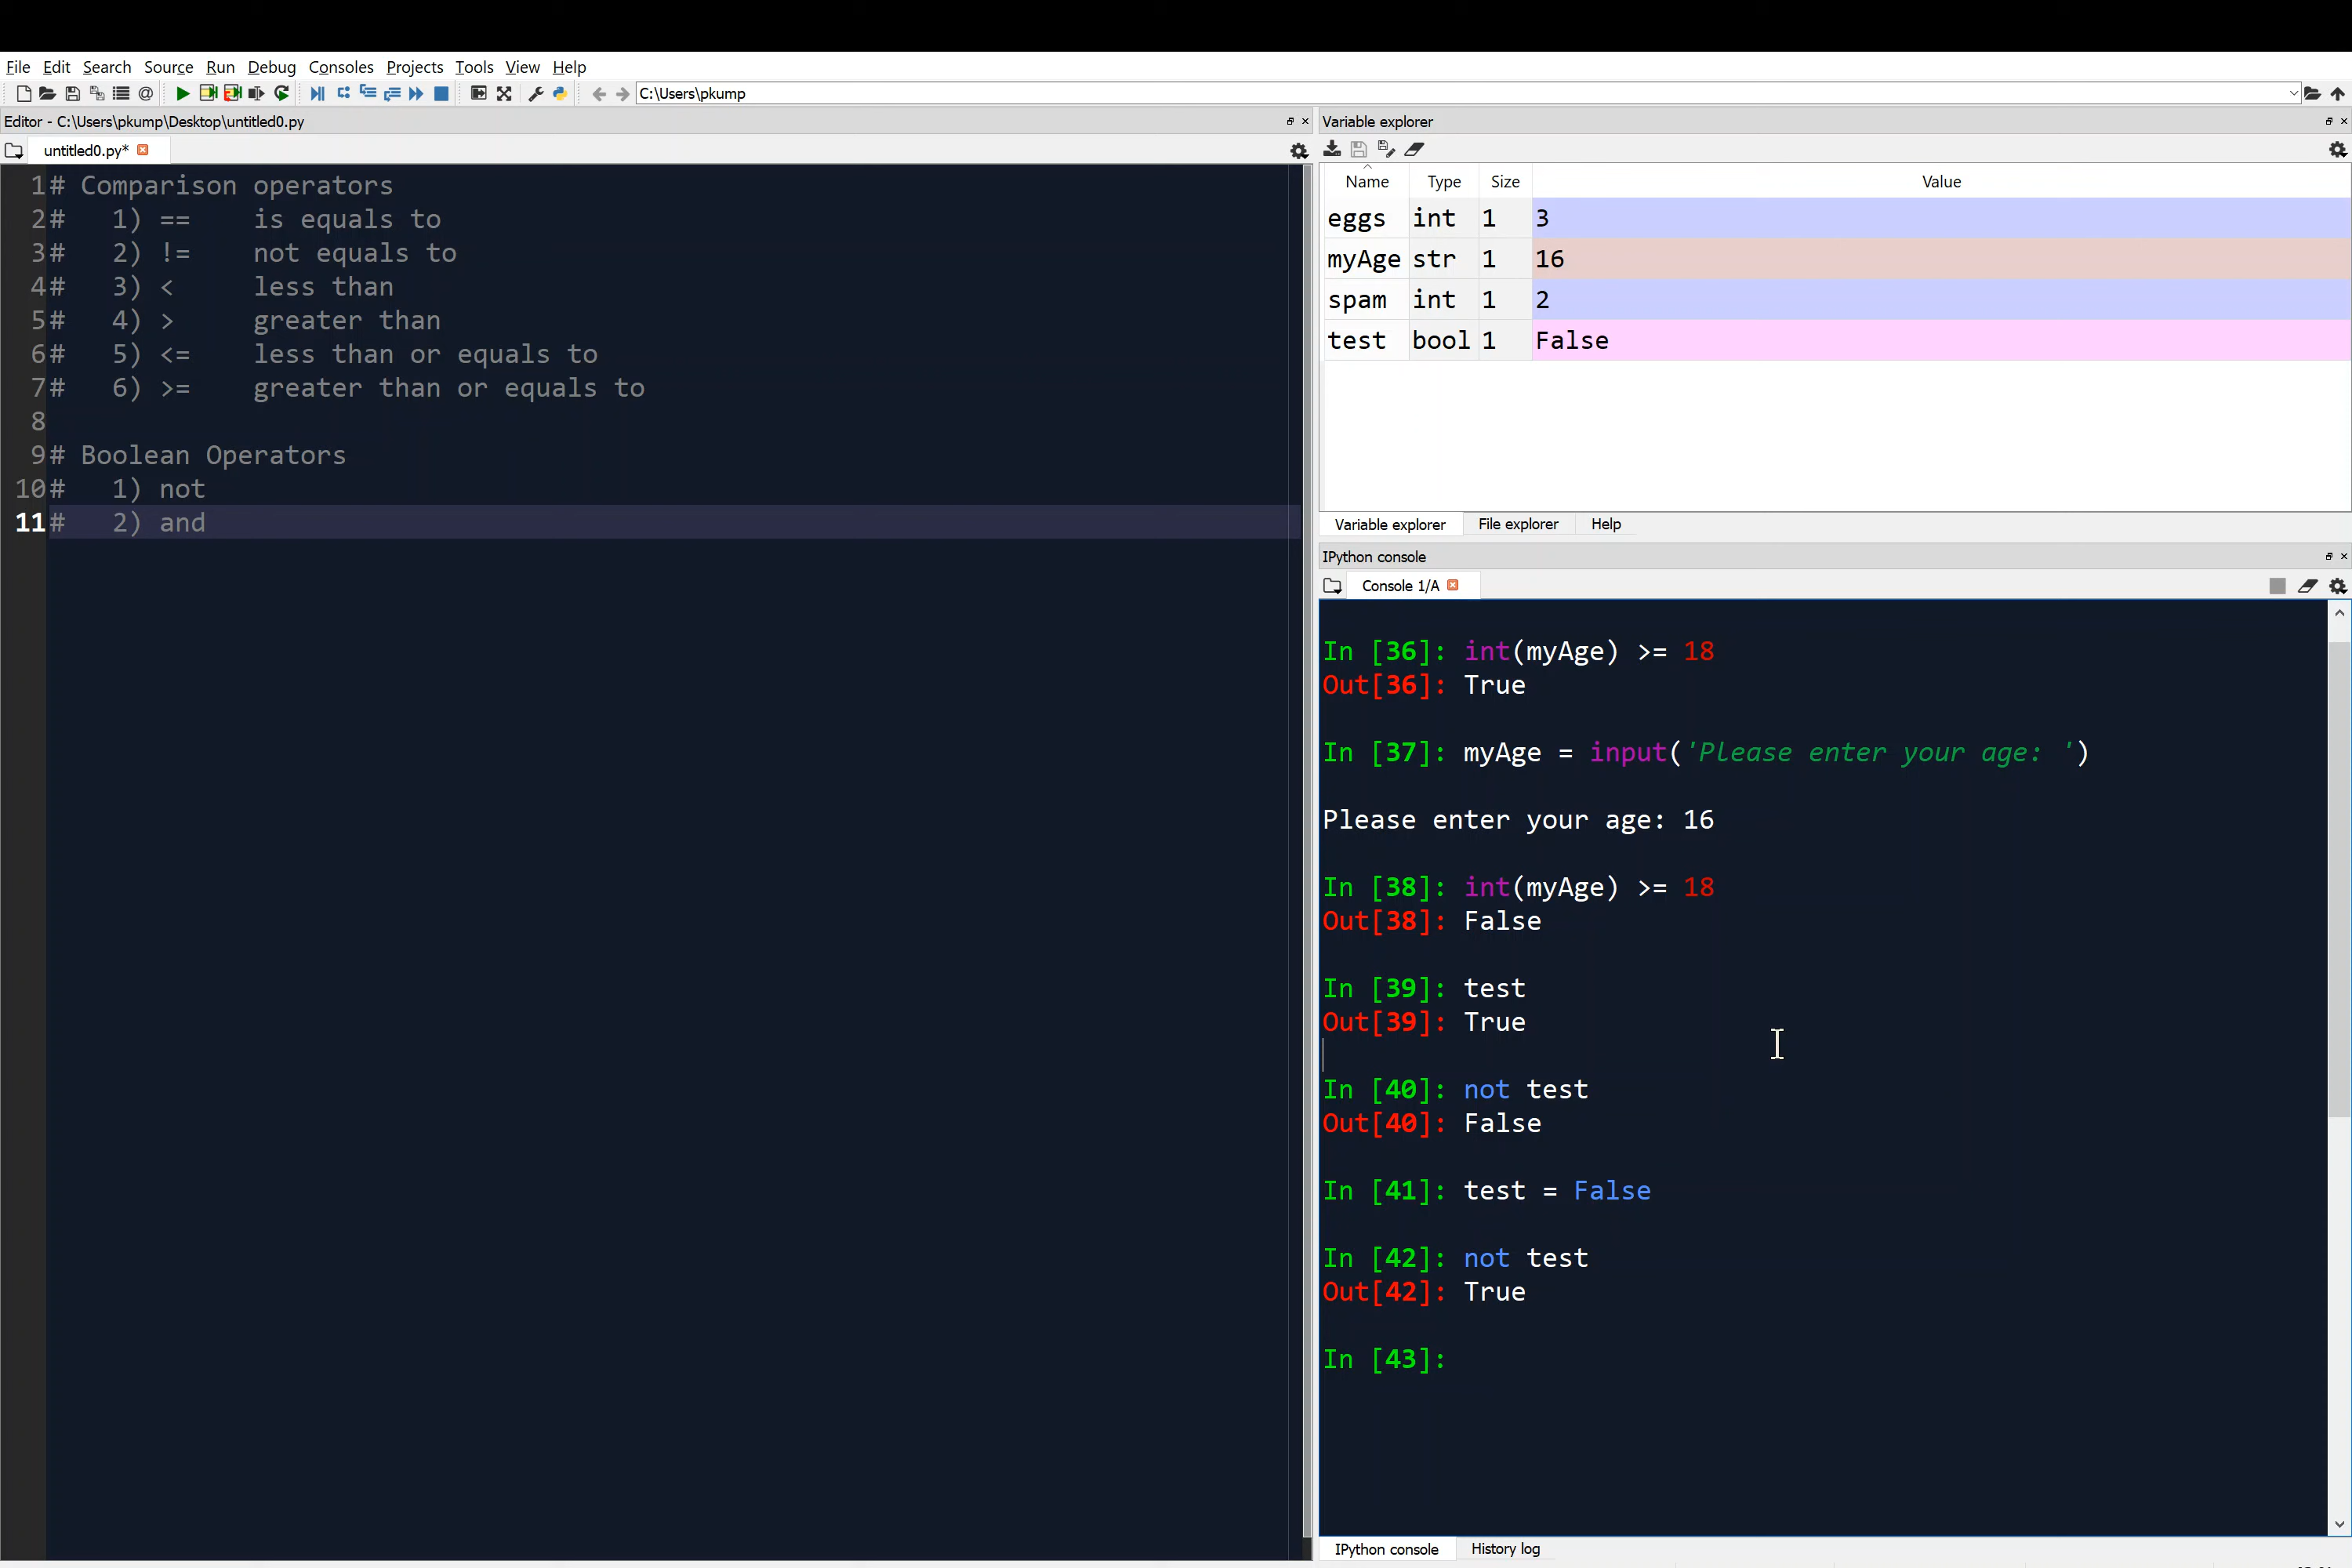 File Edit Search Source Run Debug Consoles Projects Tools View Help
C:\Users\pkump
Editor - C:\Users\pkump\Desktop\untitled0.py
untitled0.py*
1# Comparison operators
2#   1) ==    is equals to
3#   2) !=    not equals to
4#   3) <     less than
5#   4) >     greater than
6#   5) <=    less than or equals to
7#   6) >=    greater than or equals to
8
9# Boolean Operators
10#   1) not
11#   2) and
Variable explorer
Name Type Size Value
eggs int 1 3
myAge str 1 16
spam int 1 2
test bool 1 False
Variable explorer File explorer Help
IPython console
Console 1/A
In [36]: int(myAge) >= 18
Out[36]: True
In [37]: myAge = input('Please enter your age: ')
Please enter your age: 16
In [38]: int(myAge) >= 18
Out[38]: False
In [39]: test
Out[39]: True
In [40]: not test
Out[40]: False
In [41]: test = False
In [42]: not test
Out[42]: True
In [43]:
IPython console History log